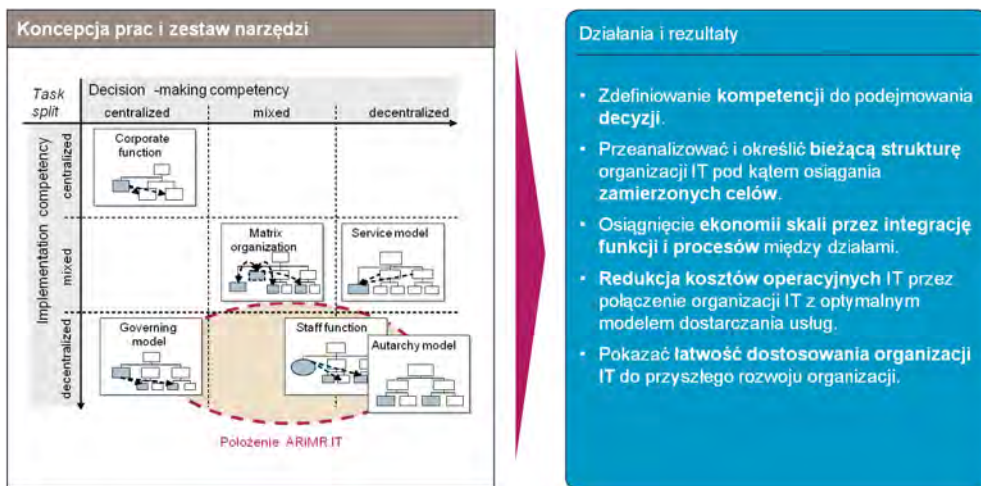 Koncepcja prac i zestaw narzędzi
Task
split
Decision -making competency
centralized
mixed
decentralized
Implementation competency
centralized
mixed
decentralized
Corporate
function
Matrix
organization
Service model
Governing
model
Staff function
Autarchy model
Położenie ARiMR IT
Działania i rezultaty
• Zdefiniowanie kompetencji do podejmowania
decyzji.
• Przeanalizować i określić bieżącą strukturę
organizacji IT pod kątem osiągania
zamierzonych celów.
• Osiągnięcie ekonomii skali przez integrację
funkcji i procesów między działami.
• Redukcja kosztów operacyjnych IT przez
połączenie organizacji IT z optymalnym
modelem dostarczania usług.
• Pokazać łatwość dostosowania organizacji
IT do przyszłego rozwoju organizacji.